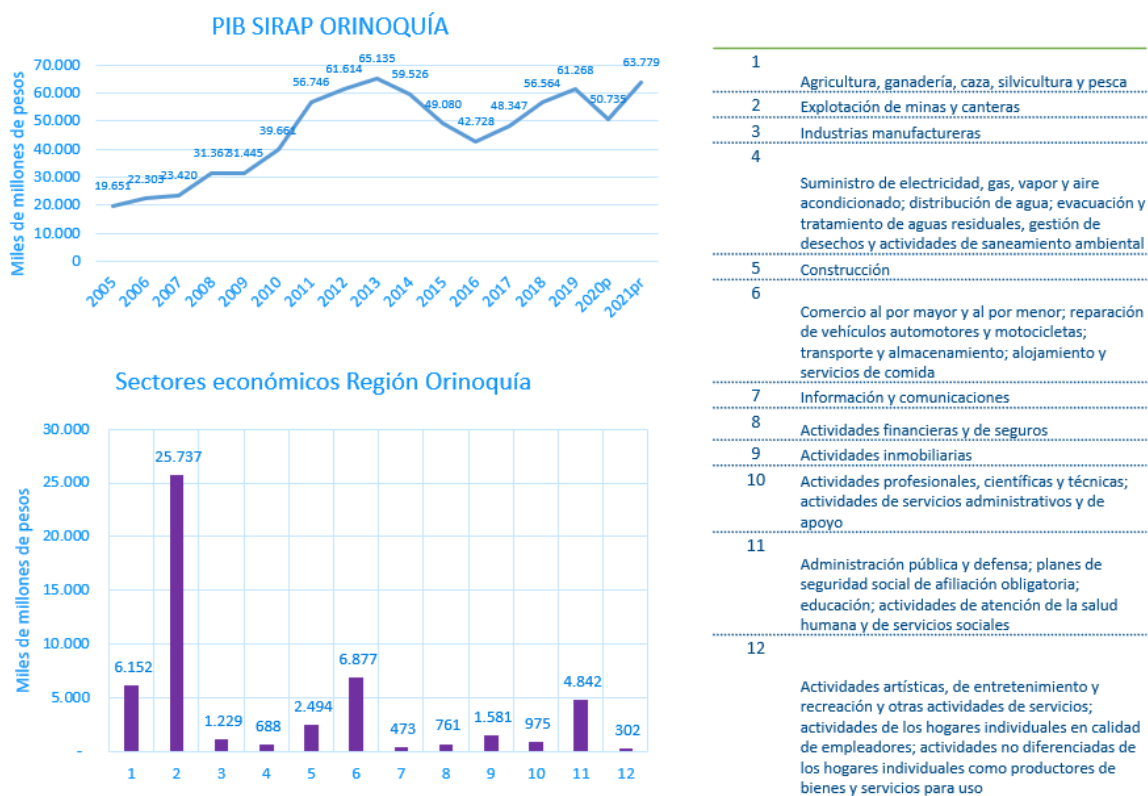 PIB SIRAP ORINOQUÍA
Miles de millones de pesos
70.000
60.000
50.000
40.000
30.000
20.000
10.000
0
19.651
22.303
23.420
31.367
31.445
39.661
56.746
61.614
65.135
59.526
49.080
42.728
48.347
56.564
61.268
50.735
63.779
2005
2006
2007
2008
2009
2010
2011
2012
2013
2014
2015
2016
2017
2018
2019
2020p
2021pr
Sectores económicos Región Orinoquía
Miles de millones de pesos
30.000
25.000
20.000
15.000
10.000
5.000
-
6.152
25.737
1.229
688
2.494
6.877
473
761
1.581
975
4.842
302
1
2
3
4
5
6
7
8
9
10
11
12
1
Agricultura, ganadería, caza, silvicultura y pesca
2 Explotación de minas y canteras
3 Industrias manufactureras
4
Suministro de electricidad, gas, vapor y aire
acondicionado; distribución de agua; evacuación y
tratamiento de aguas residuales, gestión de
desechos y actividades de saneamiento ambiental
5 Construcción
6
Comercio al por mayor y al por menor; reparación
de vehículos automotores y motocicletas;
transporte y almacenamiento; alojamiento y
servicios de comida
7 Información y comunicaciones
8 Actividades financieras y de seguros
9 Actividades inmobiliarias
10 Actividades profesionales, científicas y técnicas;
actividades de servicios administrativos y de
apoyo
11
Administración pública y defensa; planes de
seguridad social de afiliación obligatoria;
educación; actividades de atención de la salud
humana y de servicios sociales
12
Actividades artísticas, de entretenimiento y
recreación y otras actividades de servicios;
actividades de los hogares individuales en calidad
de empleadores; actividades no diferenciadas de
los hogares individuales como productores de
bienes y servicios para uso